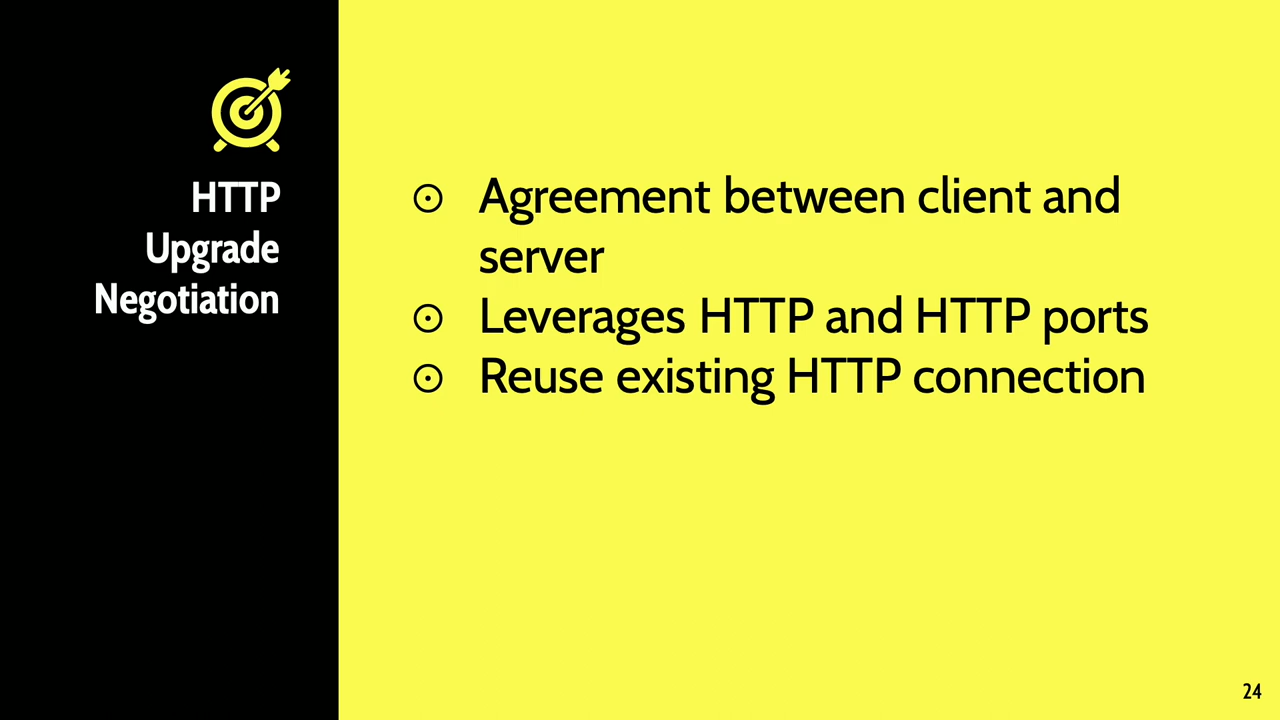 HTTP
Upgrade
Negotiation
⊙ Agreement between client and
server
⊙ Leverages HTTP and HTTP ports
⊙ Reuse existing HTTP connection
24